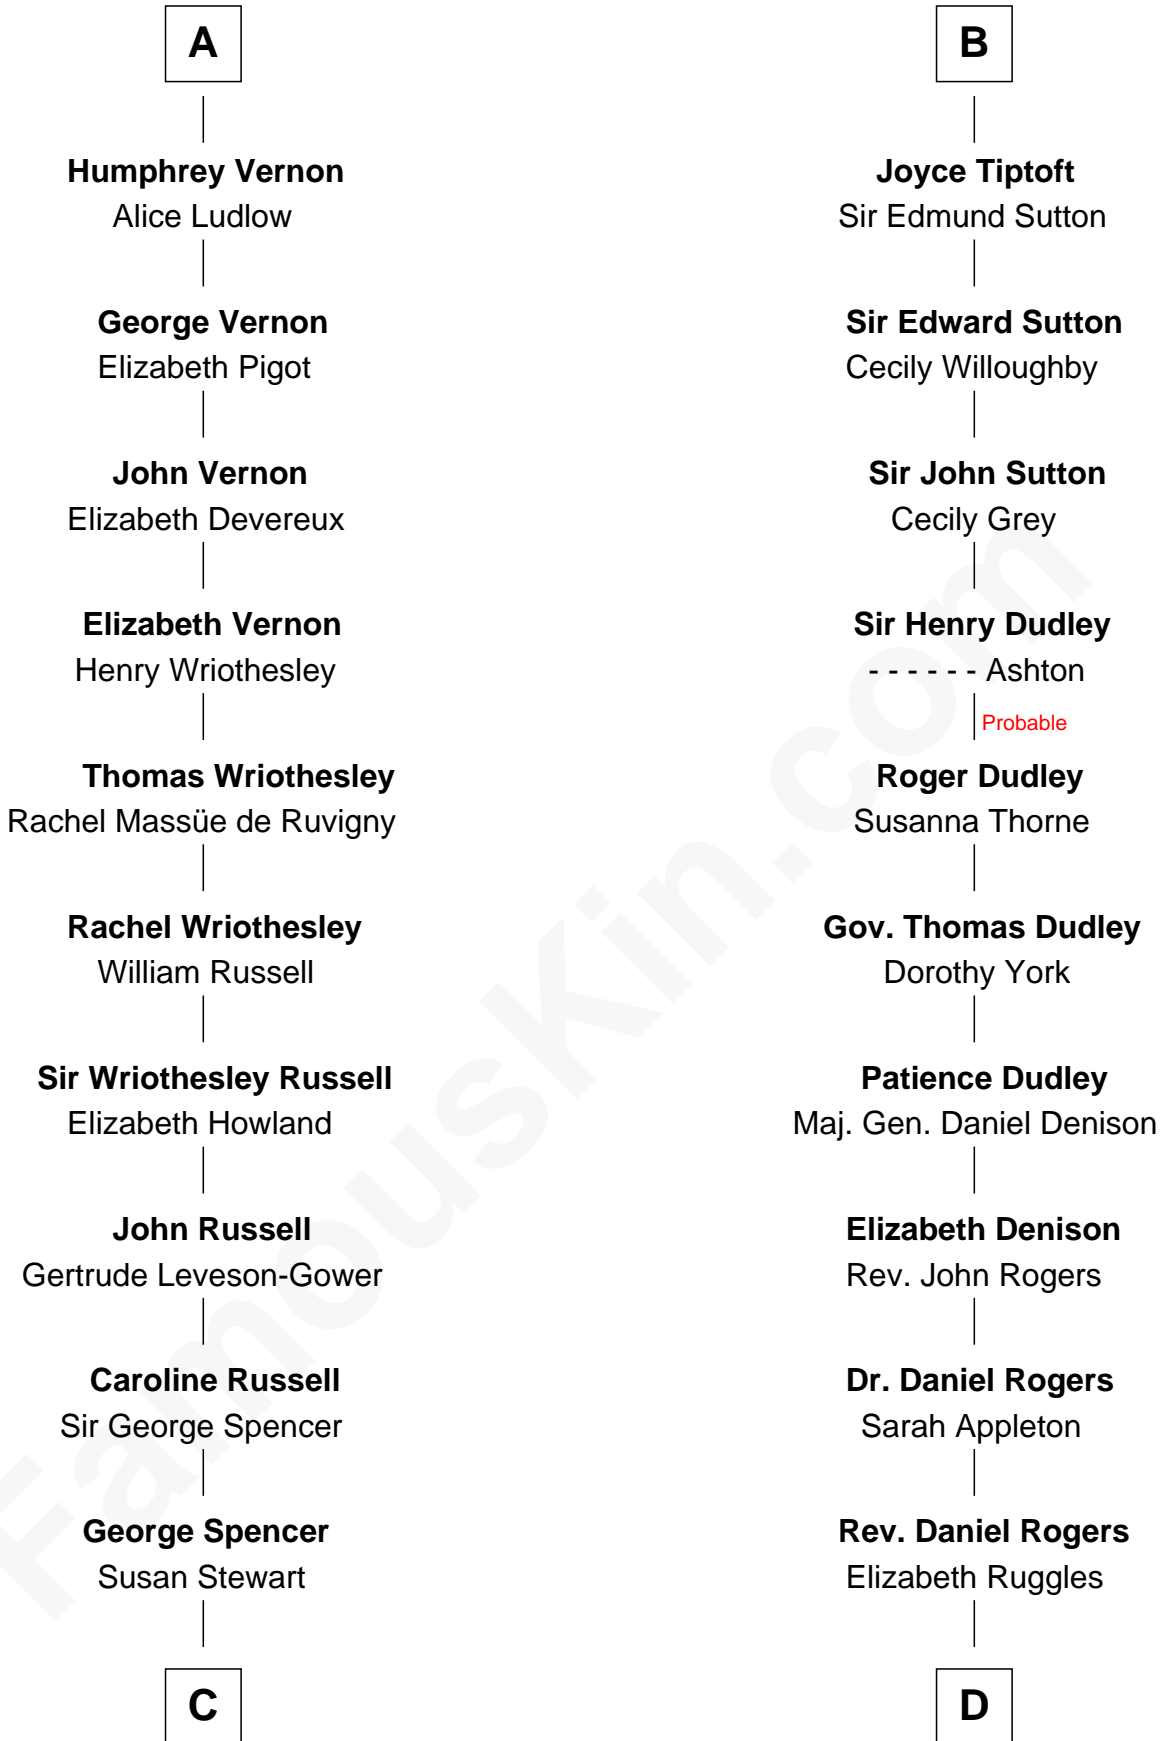 A
Humphrey Vernon
Alice Ludlow
George Vernon
Elizabeth Pigot
John Vernon
Elizabeth Devereux
Elizabeth Vernon
Henry Wriothesley
Thomas Wriothesley
Rachel Massüe de Ruvigny
Rachel Wriothesley
William Russell
Sir Wriothesley Russell
Elizabeth Howland
John Russell
Gertrude Leveson-Gower
Caroline Russell
Sir George Spencer
George Spencer
Susan Stewart
C
B
Joyce Tiptoft
Sir Edmund Sutton
Sir Edward Sutton
Cecily Willoughby
Sir John Sutton
Cecily Grey
Sir Henry Dudley
- - - - - - Ashton
Probable
Roger Dudley
Susanna Thorne
Gov. Thomas Dudley
Dorothy York
Patience Dudley
Maj. Gen. Daniel Denison
Elizabeth Denison
Rev. John Rogers
Dr. Daniel Rogers
Sarah Appleton
Rev. Daniel Rogers
Elizabeth Ruggles
D
FamousKin.com